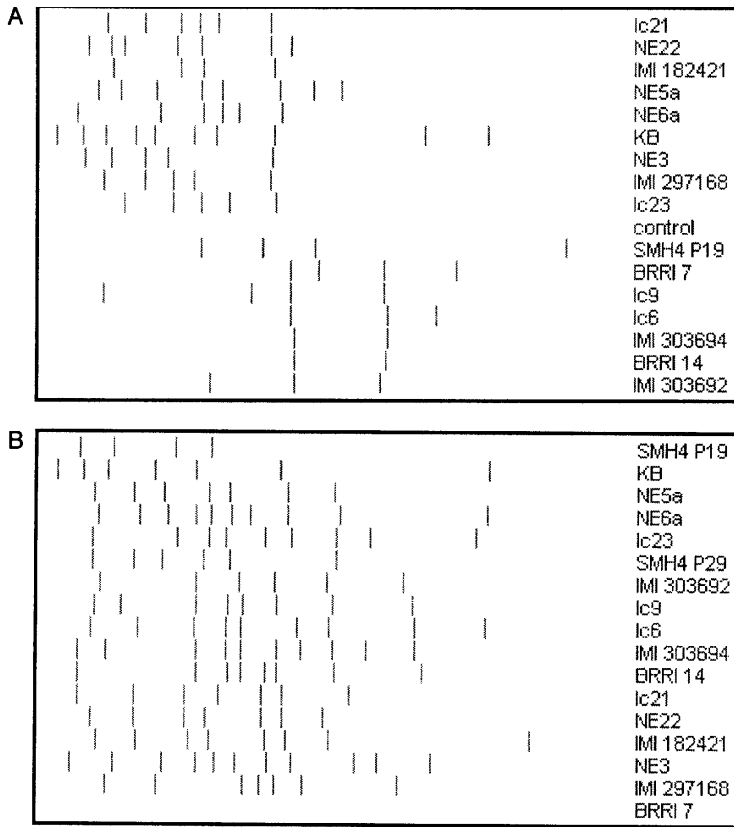 A
Ic21
NE22
IMI 182421
NE5a
NE6a
KB
NE3
IMI 297168
Ic23
control
SMH4 P19
BRRI 7
Ic9
Ic6
IMI 303694
BRRI 14
IMI 303692
B
SMH4 P19
KB
NE5a
NE6a
Ic23
SMH4 P29
IMI 303692
Ic9
Ic6
IMI 303694
BRRI 14
Ic21
NE22
IMI 182421
NE3
IMI 297168
BRRI 7